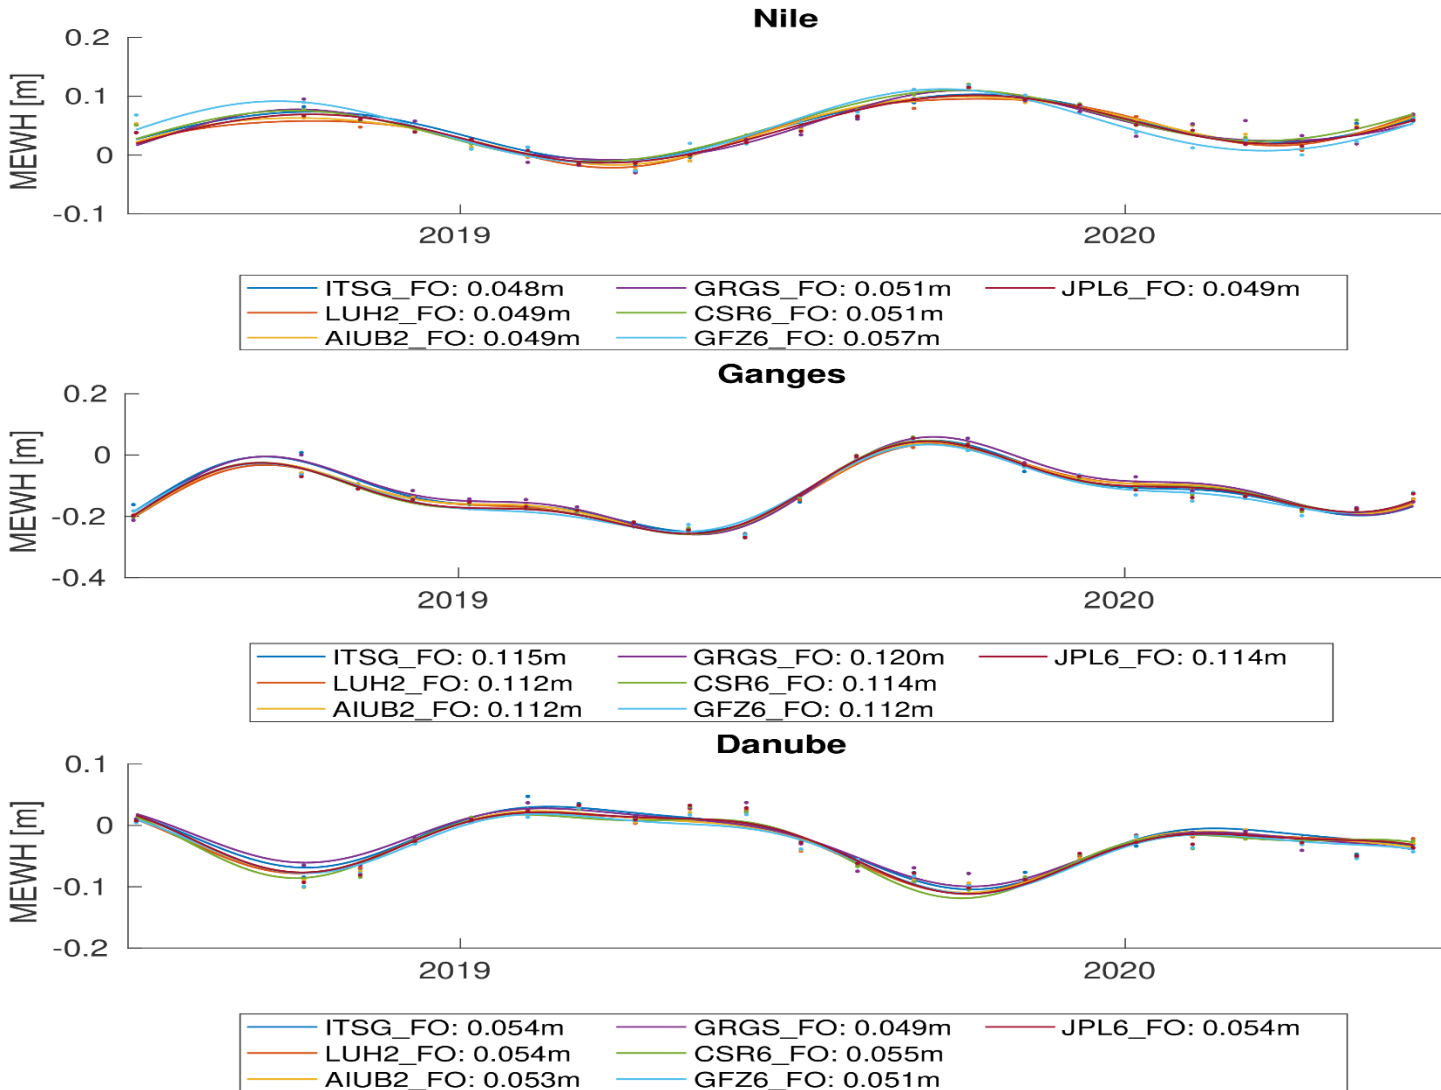 Nile
0.2
0.1
0
-0.1
MEWH [m]
2019 2020
ITSG_FO: 0.048m GRGS_FO: 0.051m JPL6_FO: 0.049m
LUH2_FO: 0.049m CSR6_FO: 0.051m
AIUB2_FO: 0.049m GFZ6_FO: 0.057m
Ganges
0.2
0
-0.2
-0.4
MEWH [m]
2019 2020
ITSG_FO: 0.115m GRGS_FO: 0.120m JPL6_FO: 0.114m
LUH2_FO: 0.112m CSR6_FO: 0.114m
AIUB2_FO: 0.112m GFZ6_FO: 0.112m
Danube
0.1
0
-0.1
-0.2
MEWH [m]
2019 2020
ITSG_FO: 0.054m GRGS_FO: 0.049m JPL6_FO: 0.054m
LUH2_FO: 0.054m CSR6_FO: 0.055m
AIUB2_FO: 0.053m GFZ6_FO: 0.051m